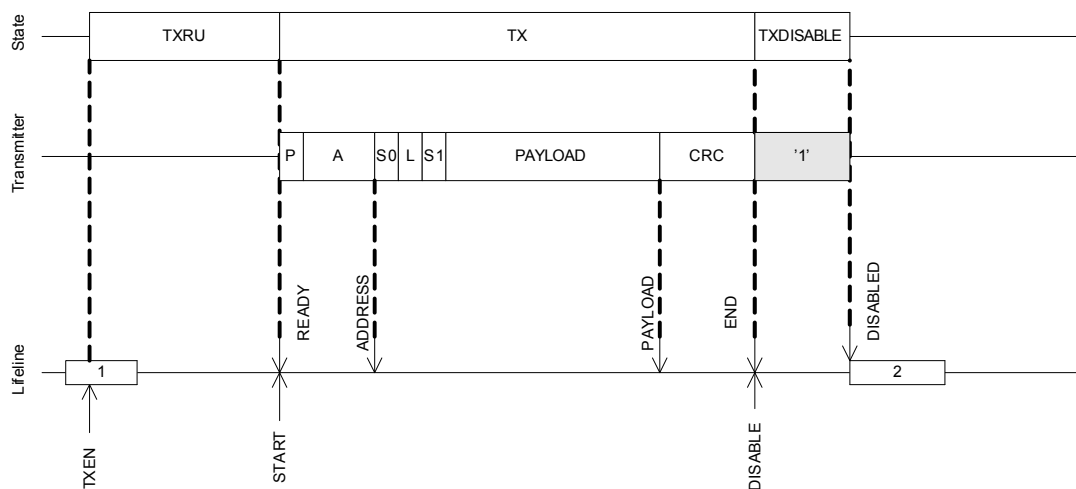 State
TXRU
TX
TXDISABLE
Transmitter
P
A
S0
L
S1
PAYLOAD
CRC
'1'
READY
ADDRESS
PAYLOAD
END
DISABLED
Lifeline
1
2
TXEN
START
DISABLE